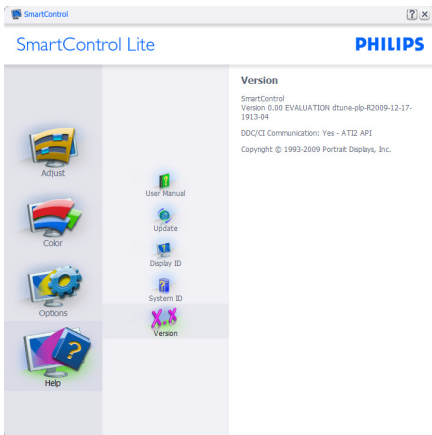 SmartControl
SmartControl Lite
PHILIPS
Adjust
Color
Options
Help
User Manual
Update
Display ID
System ID
X.X
Version
Version
SmartControl
Version 0.00 EVALUATION dtune-plp-R2009-12-17-
1913-04
DDC/CI Communication: Yes - ATI2 API
Copyright © 1993-2009 Portrait Displays, Inc.